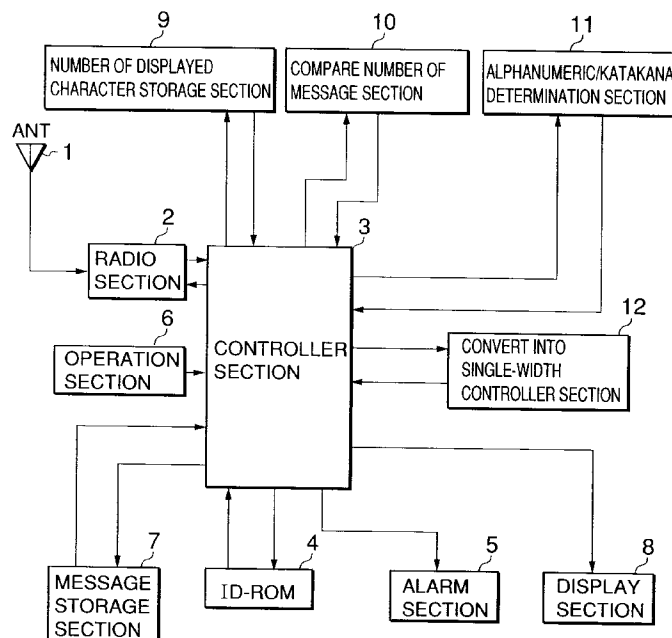 9
10
11
NUMBER OF DISPLAYED
CHARACTER STORAGE SECTION
COMPARE NUMBER OF
MESSAGE SECTION
ALPHANUMERIC/KATAKANA
DETERMINATION SECTION
ANT
1
2
RADIO
SECTION
3
CONTROLLER
SECTION
6
OPERATION
SECTION
12
CONVERT INTO
SINGLE-WIDTH
CONTROLLER SECTION
7
MESSAGE
STORAGE
SECTION
4
ID-ROM
5
ALARM
SECTION
8
DISPLAY
SECTION